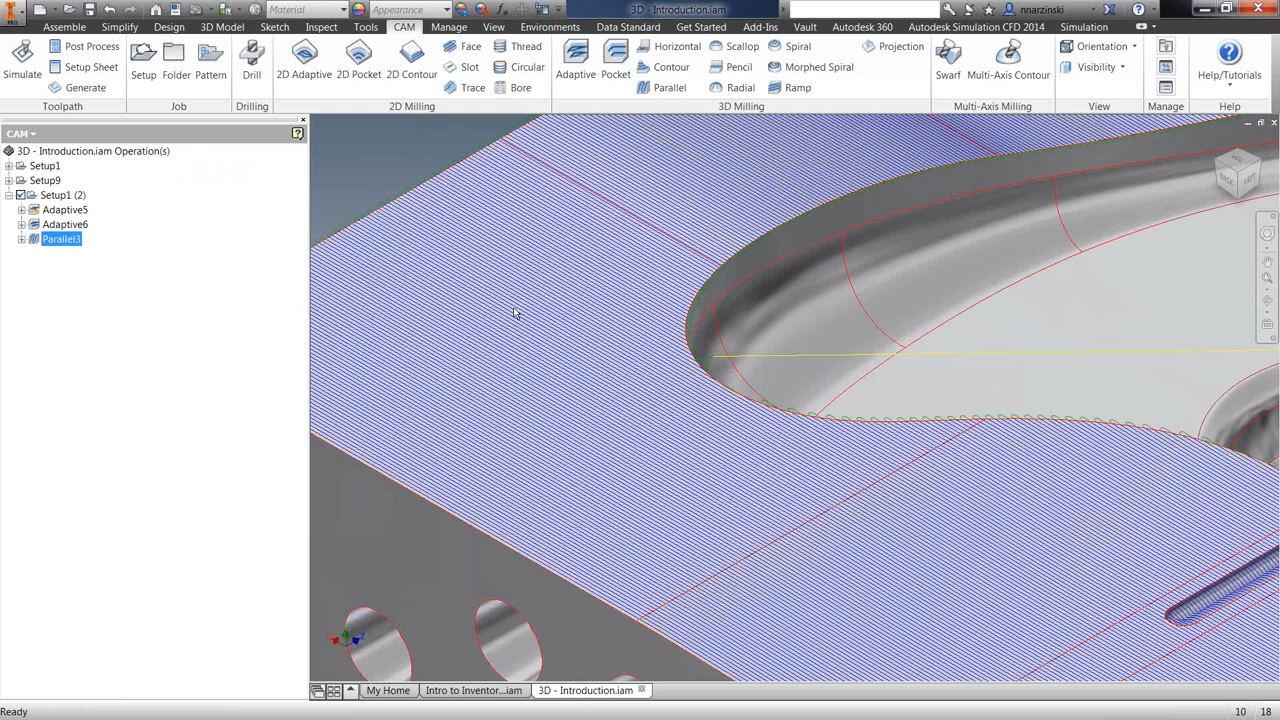 PRO
Material
Appearance
3D - Introduction.iam
nnarzinski
Assemble Simplify Design 3D Model Sketch Inspect Tools CAM Manage View Environments Data Standard Get Started Add-Ins Vault Autodesk 360 Autodesk Simulation CFD 2014 Simulation
Simulate
Post Process
Setup Sheet
Generate
Toolpath
Setup
Folder
Pattern
Job
Drill
Drilling
2D Adaptive
2D Pocket
2D Contour
Face
Slot
Trace
Thread
Circular
Bore
2D Milling
Adaptive
Pocket
Horizontal
Contour
Parallel
Scallop
Pencil
Radial
Spiral
Morphed Spiral
Ramp
Projection
3D Milling
Swarf
Multi-Axis Contour
Multi-Axis Milling
Orientation
Visibility
View
Manage
Help/Tutorials
Help
CAM
3D - Introduction.iam Operation(s)
Setup1
Setup9
Setup1 (2)
Adaptive5
Adaptive6
Parallel3
BACK
LEFT
My Home
Intro to Inventor...iam
3D - Introduction.iam
Ready
10 18